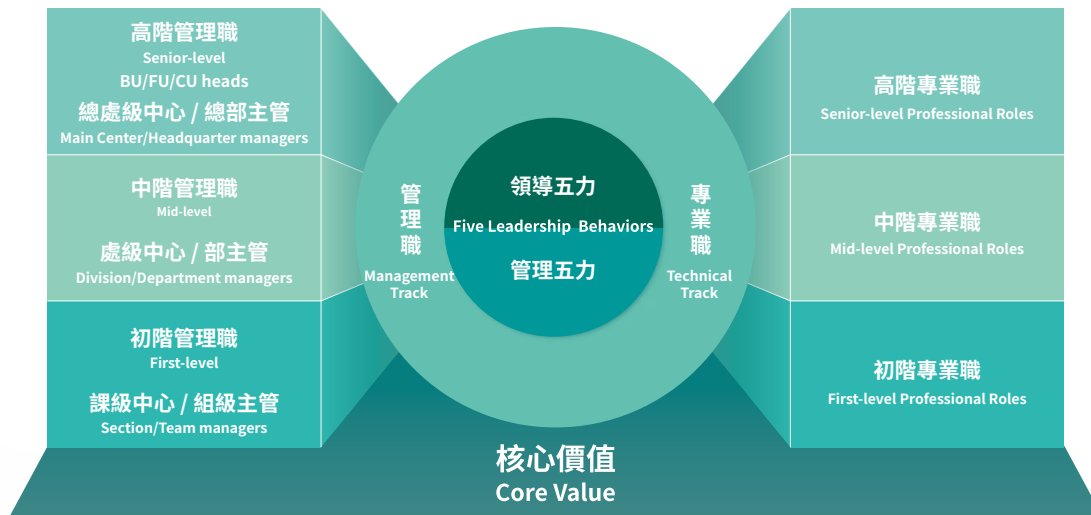 高階管理職
Senior-level
BU/FU/CU heads
總處級中心 / 總部主管
Main Center/Headquarter managers
中階管理職
Mid-level
處級中心 / 部主管
Division/Department managers
初階管理職
First-level
課級中心 / 組級主管
Section/Team managers
管
理
職
Management
Track
領導五力
Five Leadership Behaviors
管理五力
專
業
職
Technical
Track
高階專業職
Senior-level Professional Roles
中階專業職
Mid-level Professional Roles
初階專業職
First-level Professional Roles
核心價值
Core Value